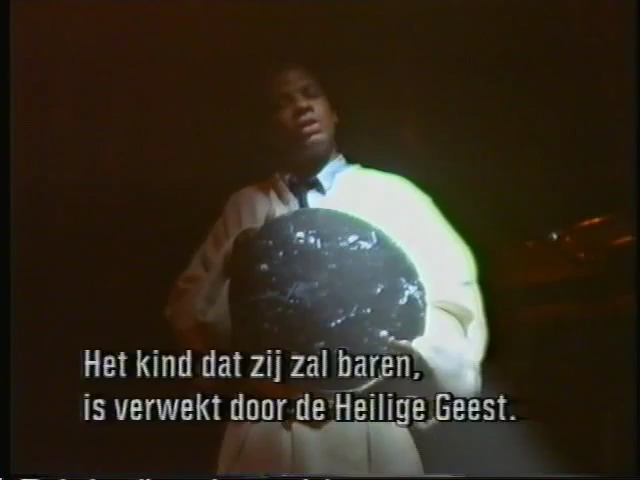 Het kind dat zij zal baren,
is verwekt door de Heilige Geest.